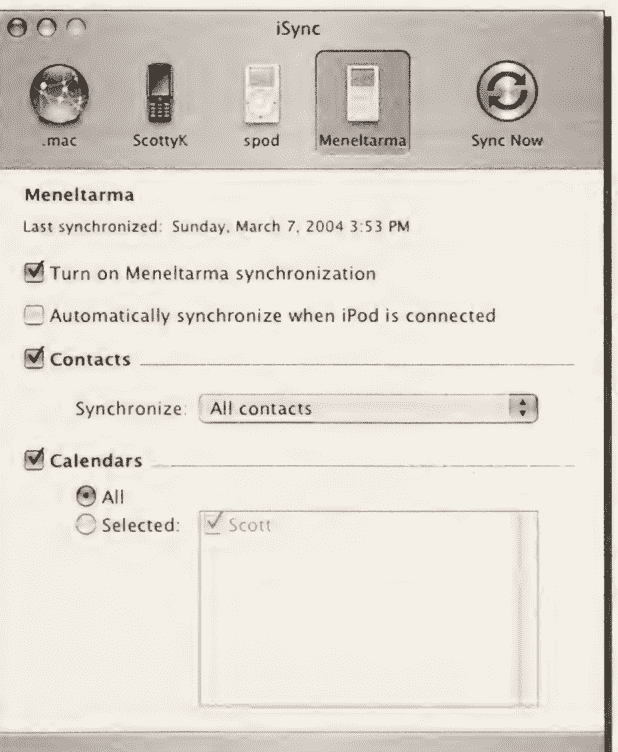 iSync
.mac ScottyK spod Meneltarma Sync Now
Meneltarma
Last synchronized: Sunday, March 7, 2004 3:53 PM
Turn on Meneltarma synchronization
Automatically synchronize when iPod is connected
Contacts
Synchronize: All contacts
Calendars
All
Selected: Scott